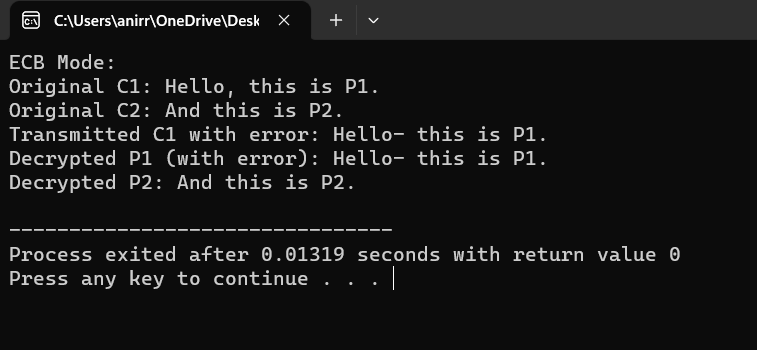 C:\Users\anirr\OneDrive\Desk
ECB Mode:
Original C1: Hello, this is P1.
Original C2: And this is P2.
Transmitted C1 with error: Hello- this is P1.
Decrypted P1 (with error): Hello- this is P1.
Decrypted P2: And this is P2.
--------------------------------
Process exited after 0.01319 seconds with return value 0
Press any key to continue . . .